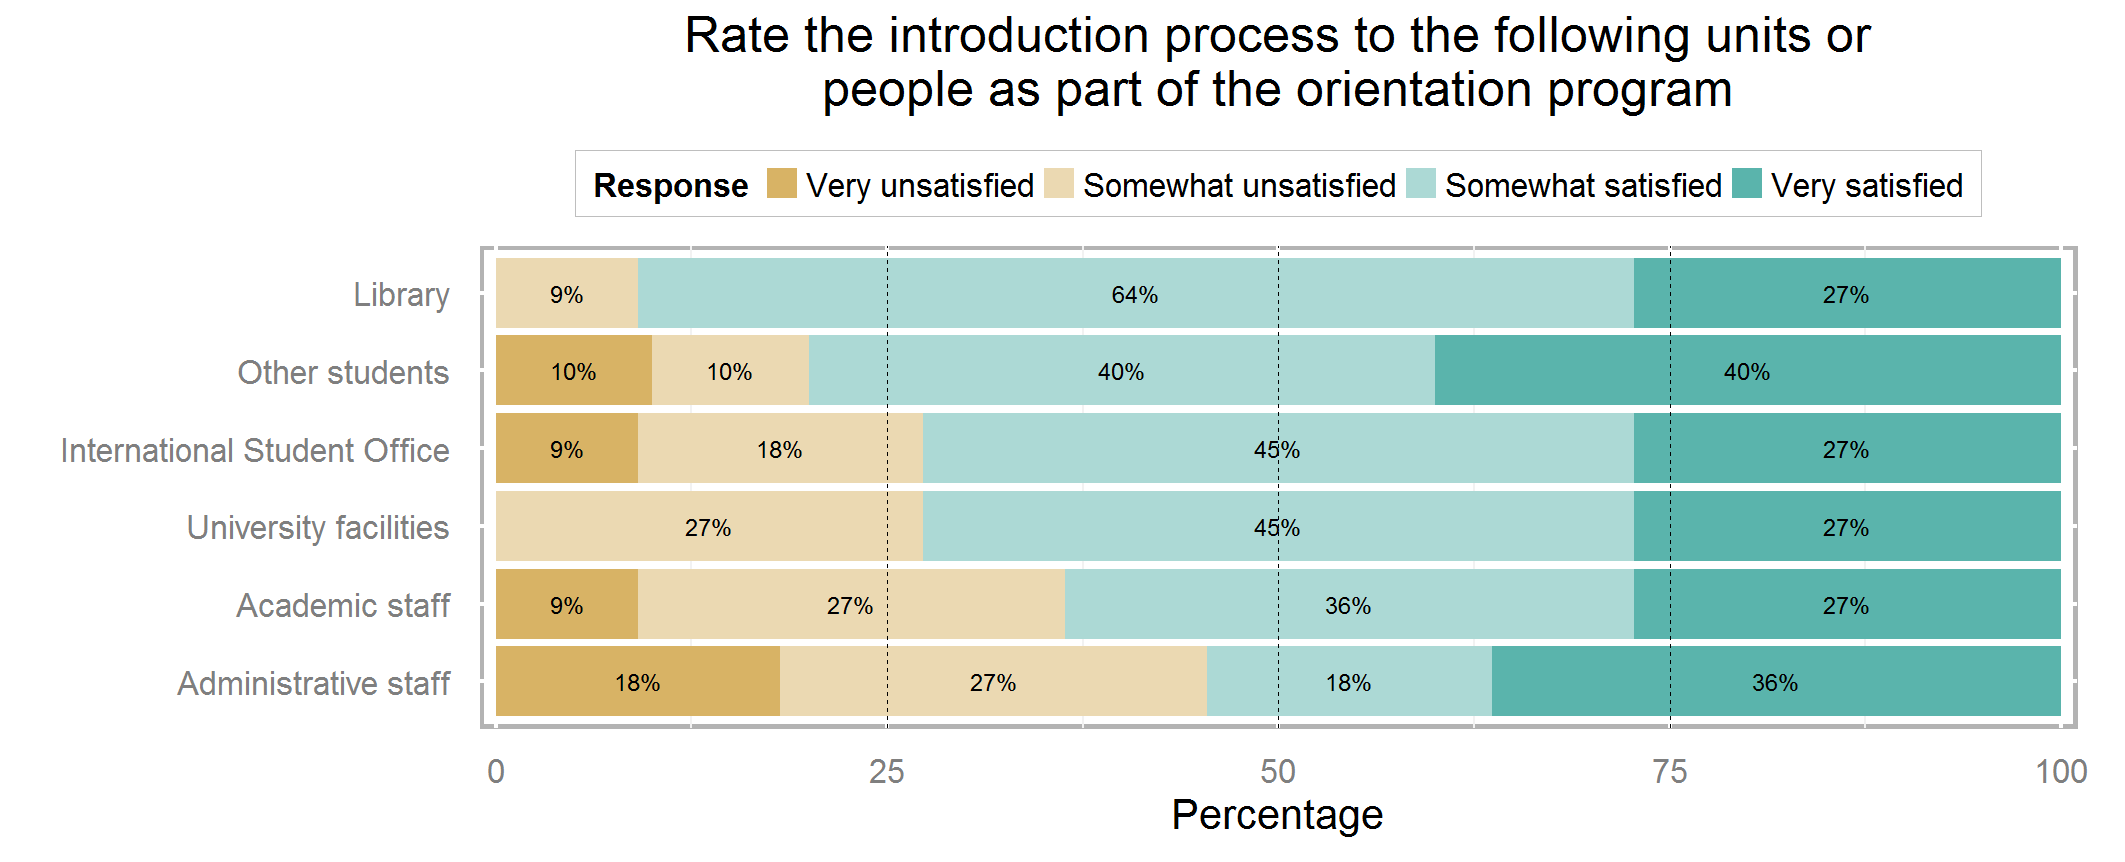 Rate the introduction process to the following units or
people as part of the orientation program
Response Very unsatisfied Somewhat unsatisfied Somewhat satisfied Very satisfied
Library 9% 64% 27%
Other students 10% 10% 40% 40%
International Student Office 9% 18% 45% 27%
University facilities 27% 45% 27%
Academic staff 9% 27% 36% 27%
Administrative staff 18% 27% 18% 36%
0 25 50 75 100
Percentage